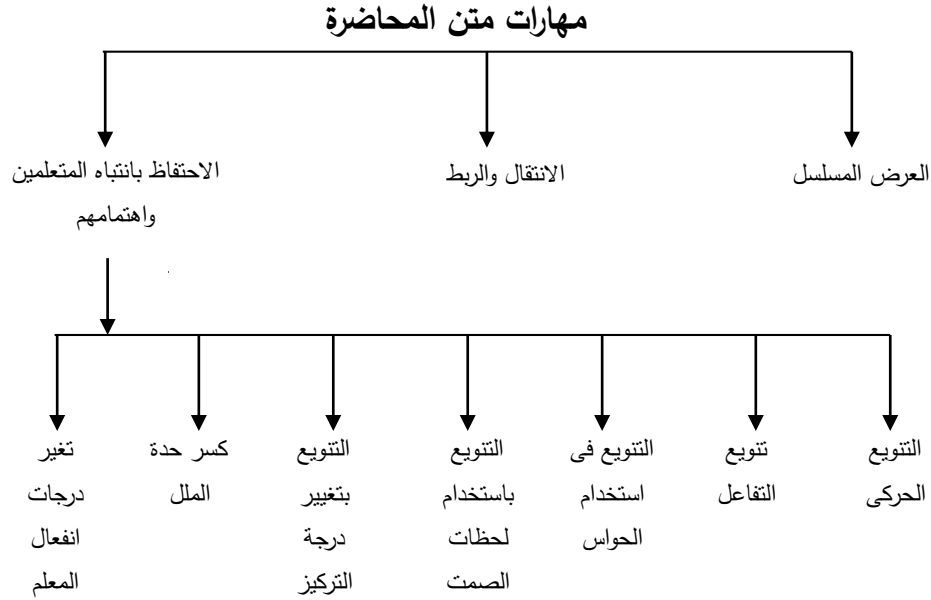 مهارات متن المحاضرة
العرض المسلسل
الانتقال والربط
الاحتفاظ بانتباه المتعلمين
واهتمامهم
التنويع
الحركى
تنويع
التفاعل
التنويع فى
استخدام
الحواس
التنويع
باستخدام
لحظات
الصمت
التنويع
بتغيير
درجة
التركيز
كسر حدة
الملل
تغير
درجات
انفعال
المعلم